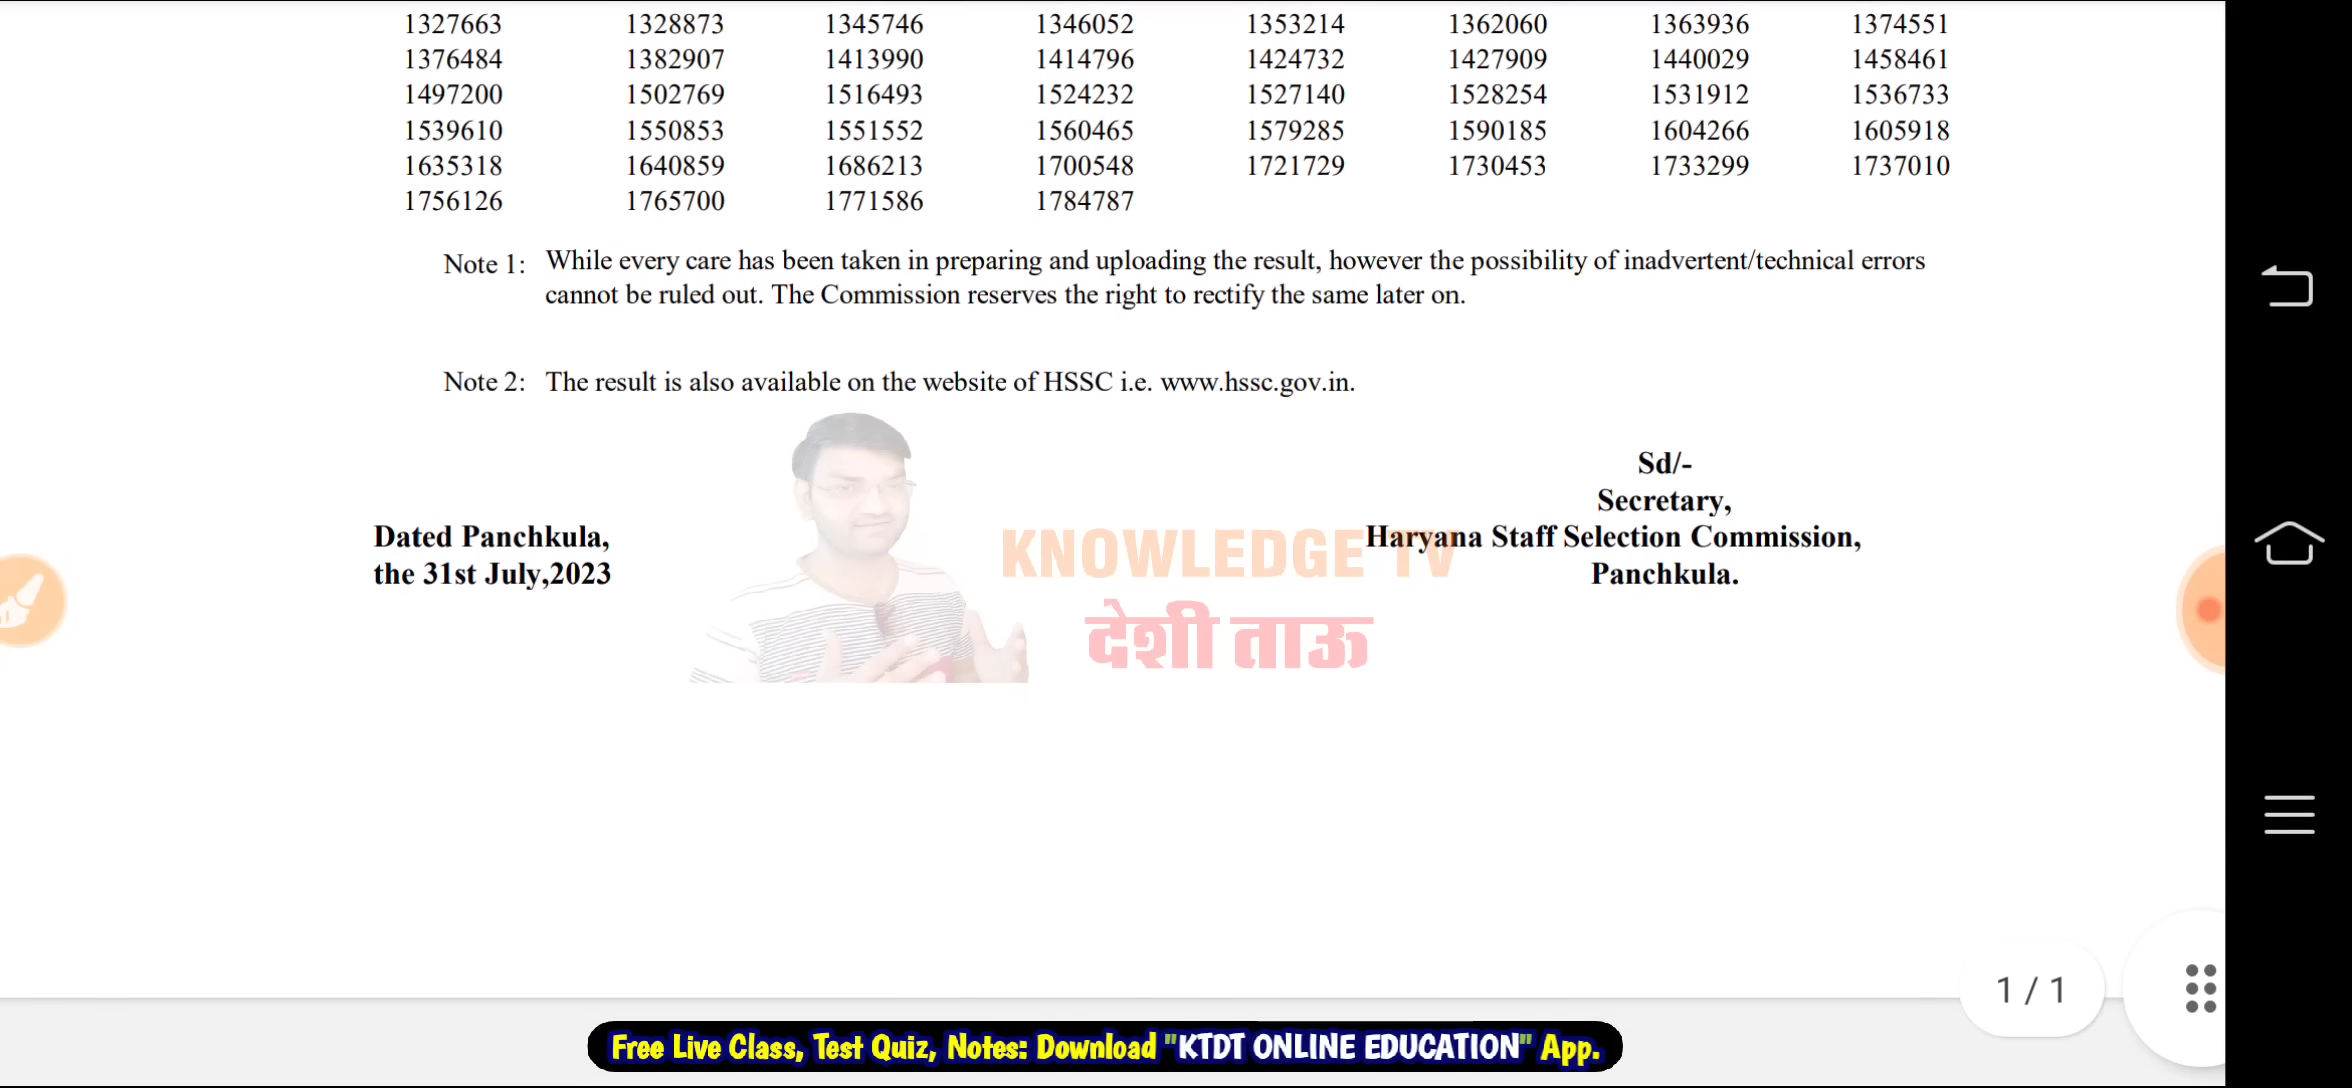 1327663 1328873 1345746 1346052 1353214 1362060 1363936 1374551
1376484 1382907 1413990 1414796 1424732 1427909 1440029 1458461
1497200 1502769 1516493 1524232 1527140 1528254 1531912 1536733
1539610 1550853 1551552 1560465 1579285 1590185 1604266 1605918
1635318 1640859 1686213 1700548 1721729 1730453 1733299 1737010
1756126 1765700 1771586 1784787
Note 1: While every care has been taken in preparing and uploading the result, however the possibility of inadvertent/technical errors
cannot be ruled out. The Commission reserves the right to rectify the same later on.
Note 2: The result is also available on the website of HSSC i.e. www.hssc.gov.in.
Sd/-
Secretary,
Dated Panchkula, Haryana Staff Selection Commission,
the 31st July,2023 Panchkula.
KNOWLEDGE TV
देशी ताऊ
1 / 1
Free Live Class, Test Quiz, Notes: Download "KTDT ONLINE EDUCATION" App.